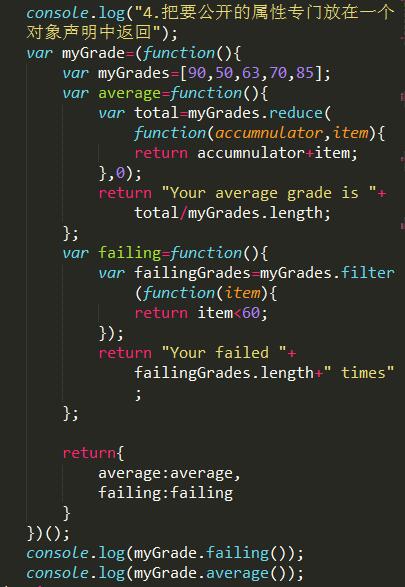 console.log("4.把要公开的属性专门放在一个
对象声明中返回");
var myGrade=(function(){
    var myGrades=[90,50,63,70,85];
    var average=function(){
        var total=myGrades.reduce(
            function(accumnulator,item){
            return accumnulator+item;
        },0);
        return "Your average grade is "+
            total/myGrades.length;
    };
    var failing=function(){
        var failingGrades=myGrades.filter
            (function(item){
            return item<60;
        });
        return "Your failed "+
            failingGrades.length+" times"
            ;
    };

    return{
        average:average,
        failing:failing
    }
})();
console.log(myGrade.failing());
console.log(myGrade.average());